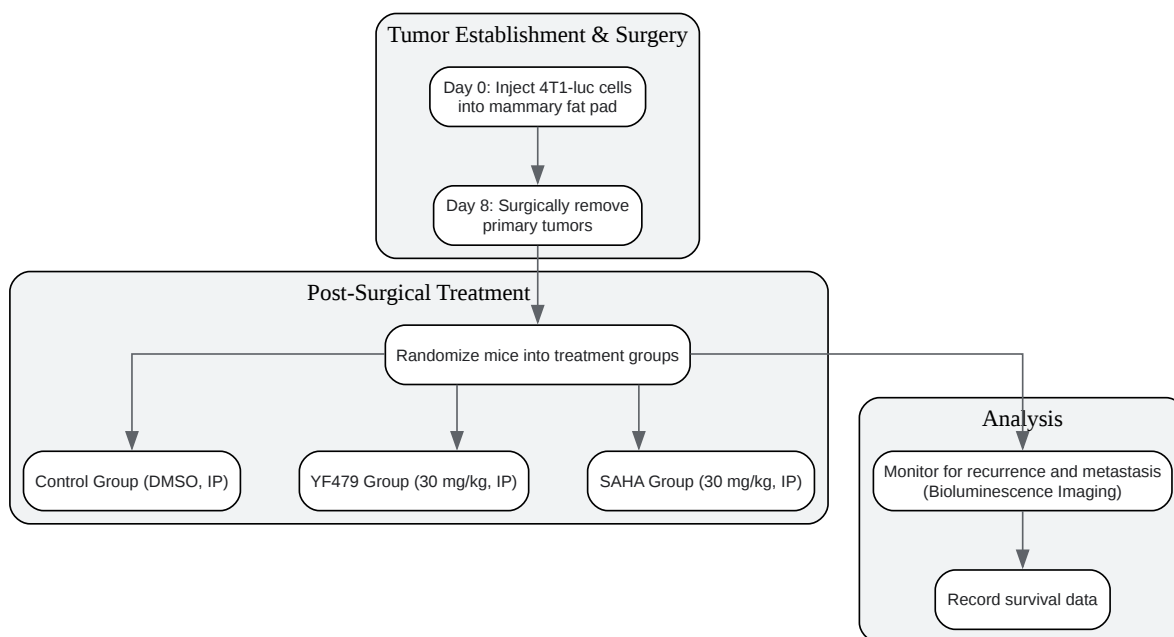 Tumor Establishment & Surgery
Day 0: Inject 4T1-luc cells
into mammary fat pad
Day 8: Surgically remove
primary tumors
Post-Surgical Treatment
Randomize mice into treatment groups
Control Group (DMSO, IP)
YF479 Group (30 mg/kg, IP)
SAHA Group (30 mg/kg, IP)
Analysis
Monitor for recurrence and metastasis
(Bioluminescence Imaging)
Record survival data